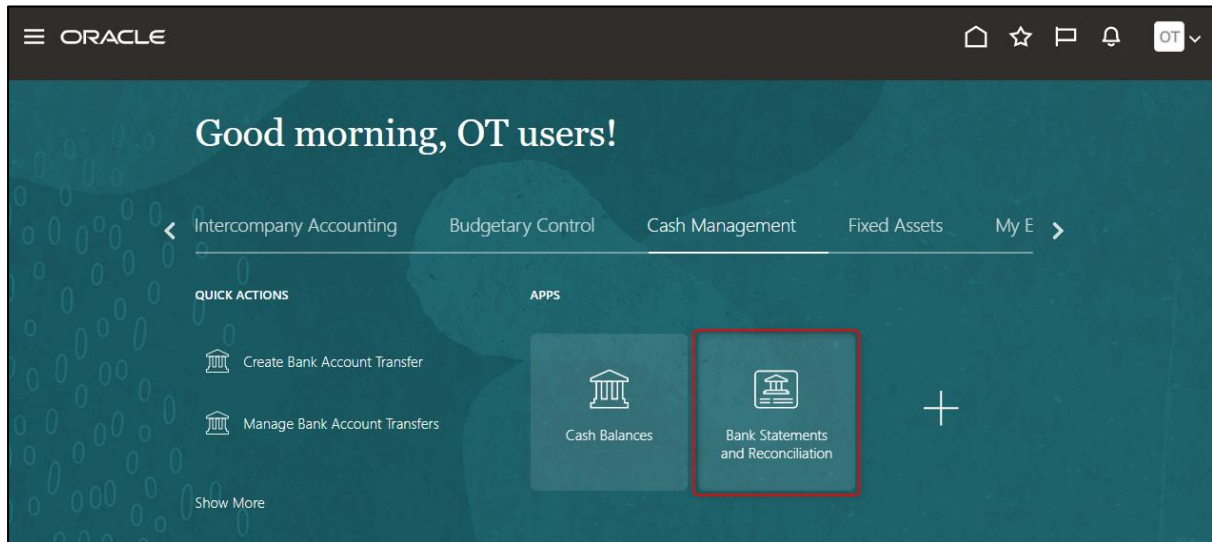 ORACLE
OT
Good morning, OT users!
Intercompany Accounting
Budgetary Control
Cash Management
Fixed Assets
My E
QUICK ACTIONS
Create Bank Account Transfer
Manage Bank Account Transfers
Show More
APPS
Cash Balances
Bank Statements
and Reconciliation